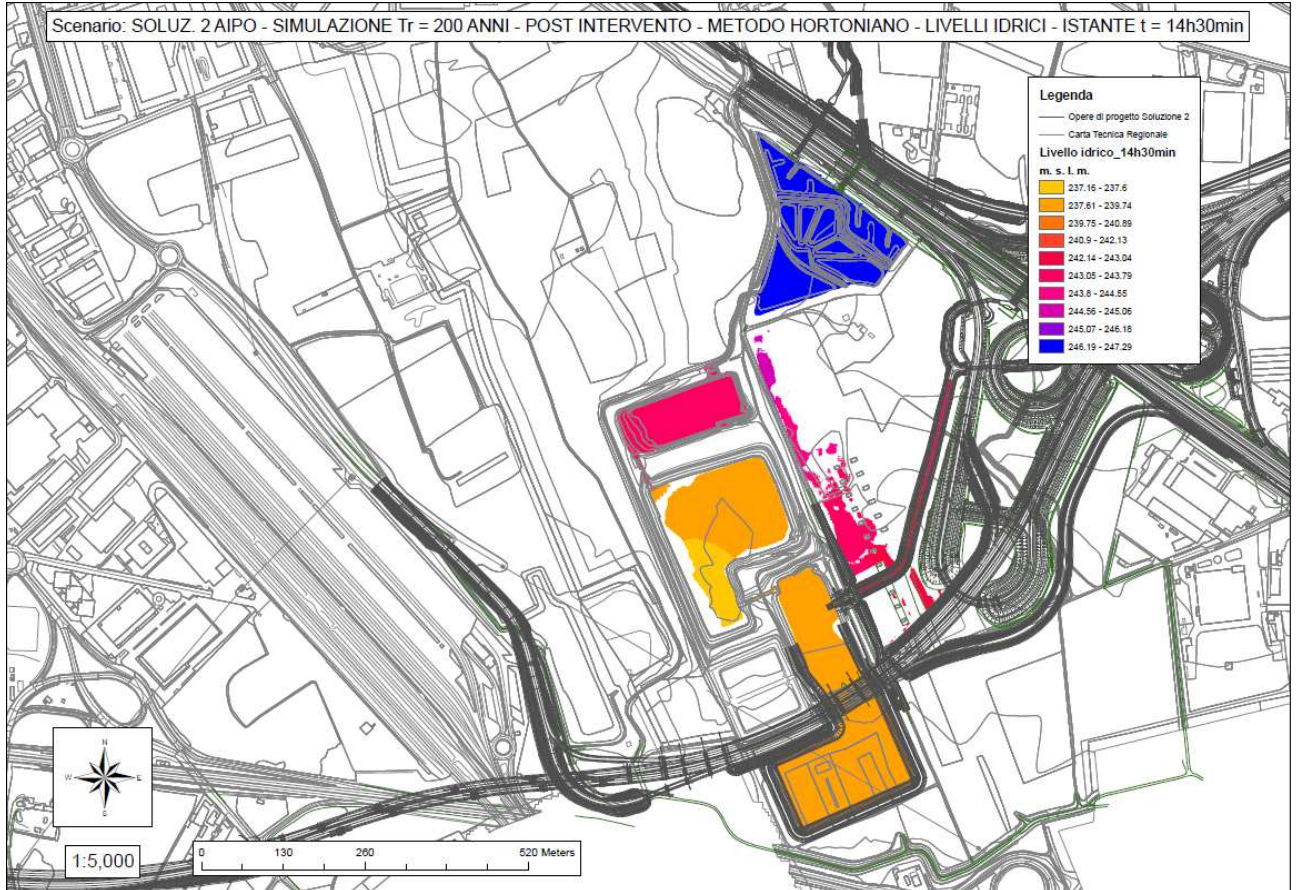 Scenario: SOLUZ. 2 AIPO - SIMULAZIONE Tr = 200 ANNI - POST INTERVENTO - METODO HORTONIANO - LIVELLI IDRICI - ISTANTE t = 14h30min
Legenda
Opere di progetto Soluzione 2
Carta Tecnica Regionale
Livello idrico_14h30min
m. s. l. m.
237.16 - 237.6
237.61 - 239.74
239.75 - 240.89
240.9 - 242.13
242.14 - 243.04
243.05 - 243.79
243.8 - 244.55
244.56 - 245.06
245.07 - 246.18
246.19 - 247.29
N
W E
S
1:5,000
0 130 260 520 Meters